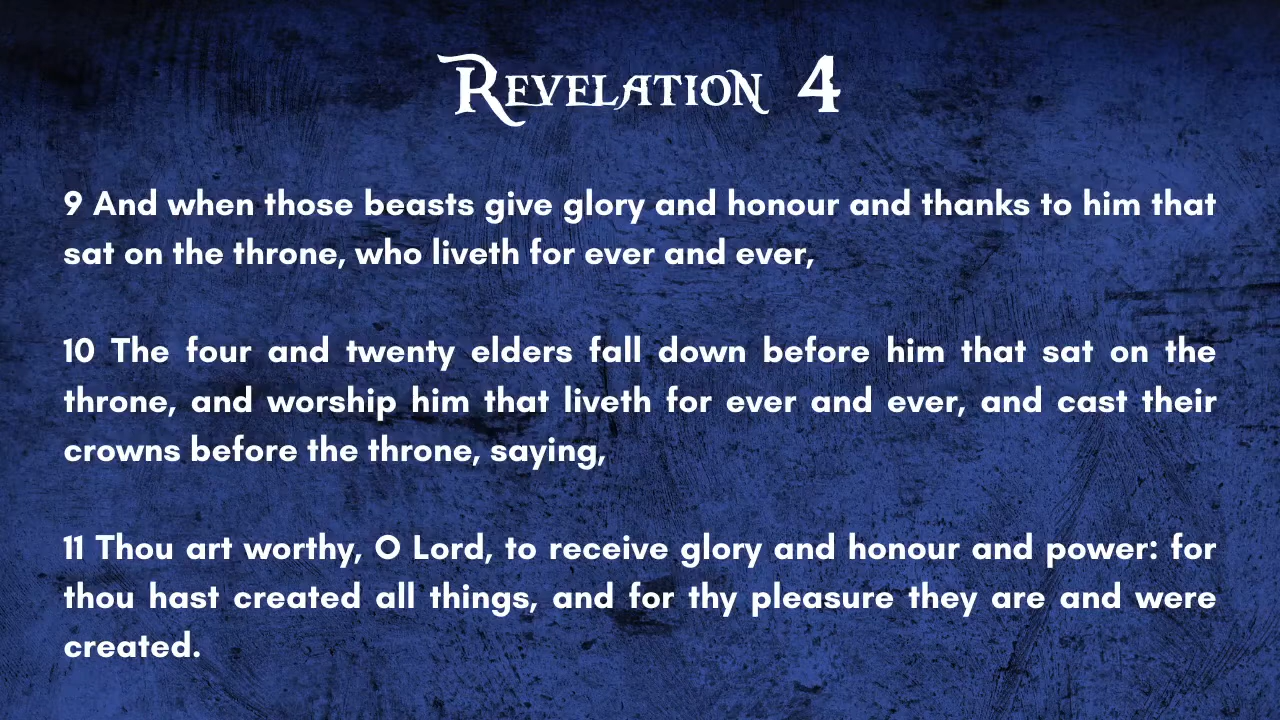 Revelation 4
9 And when those beasts give glory and honour and thanks to him that
sat on the throne, who liveth for ever and ever,
10 The four and twenty elders fall down before him that sat on the
throne, and worship him that liveth for ever and ever, and cast their
crowns before the throne, saying,
11 Thou art worthy, O Lord, to receive glory and honour and power: for
thou hast created all things, and for thy pleasure they are and were
created.